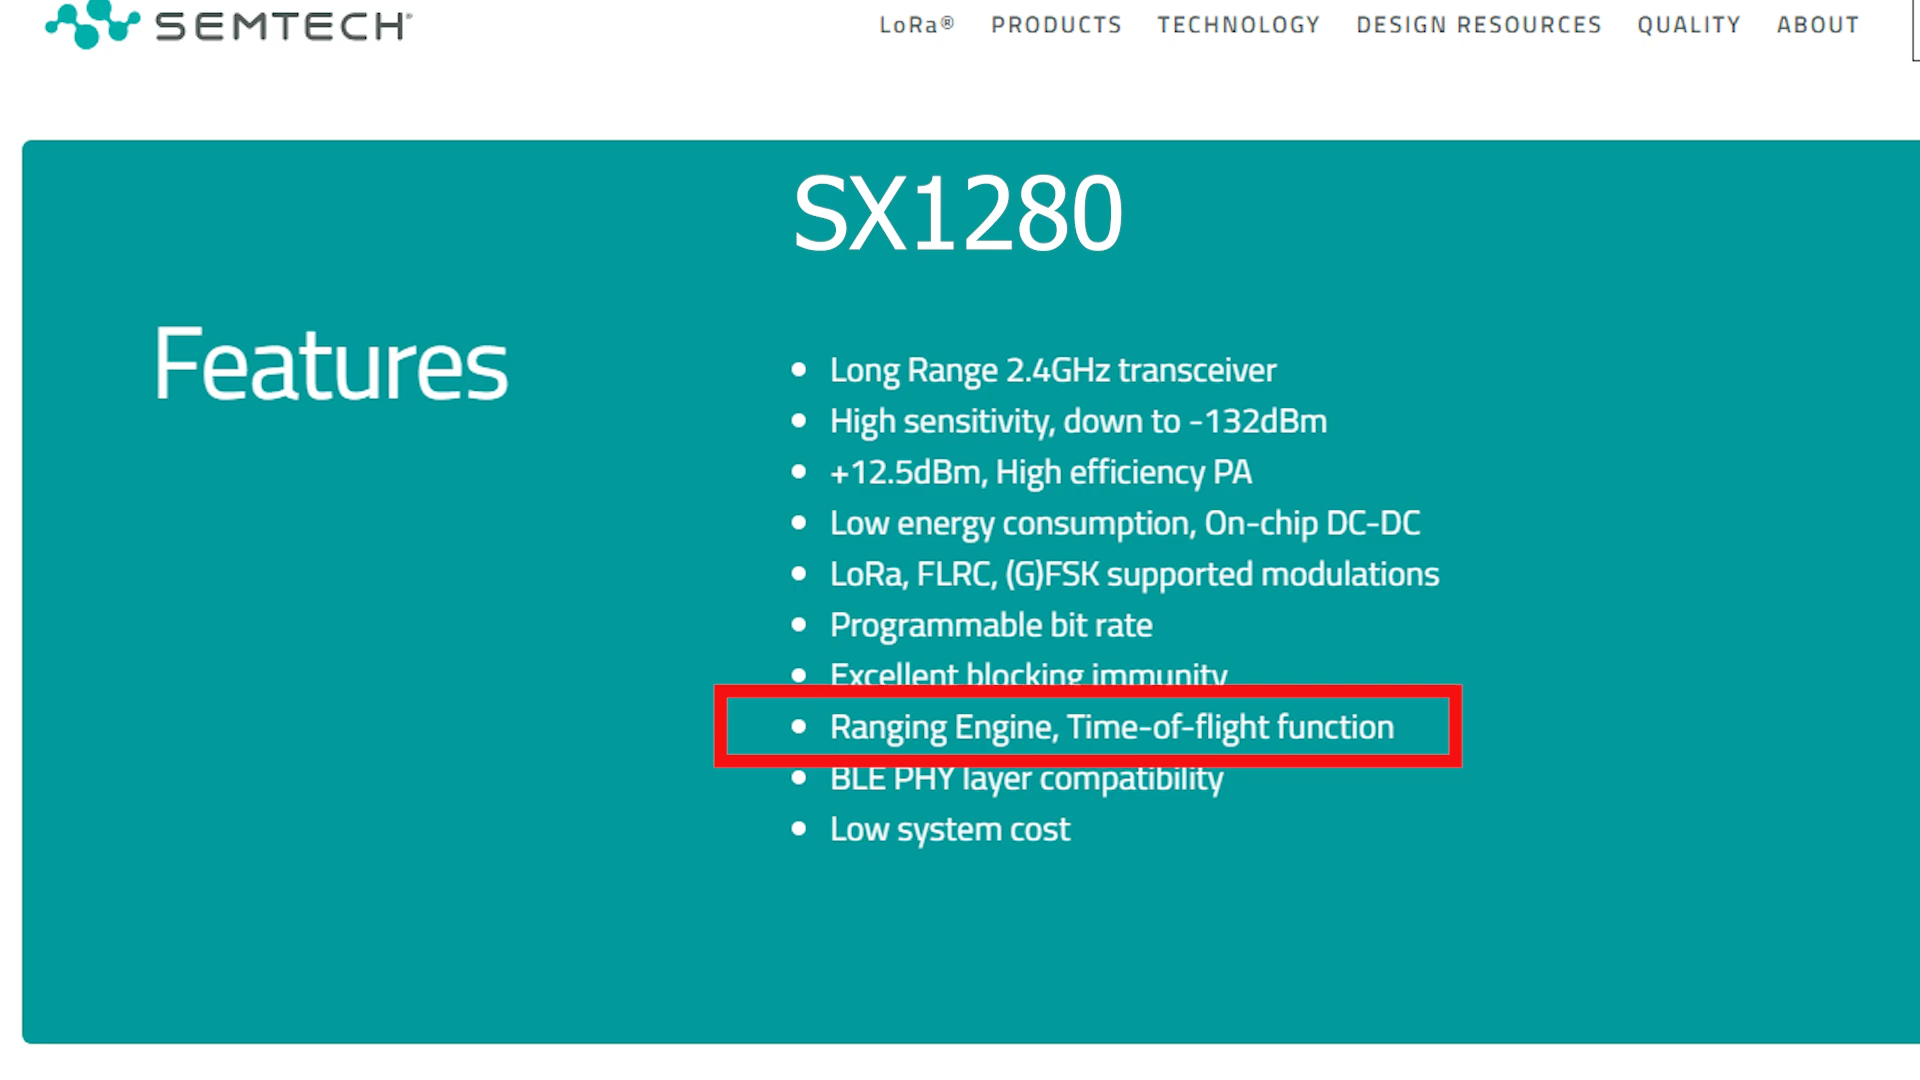 SEMTECH®
LoRa® PRODUCTS TECHNOLOGY DESIGN RESOURCES QUALITY ABOUT
SX1280
Features
• Long Range 2.4GHz transceiver
• High sensitivity, down to -132dBm
• +12.5dBm, High efficiency PA
• Low energy consumption, On-chip DC-DC
• LoRa, FLRC, (G)FSK supported modulations
• Programmable bit rate
• Excellent blocking immunity
• Ranging Engine, Time-of-flight function
• BLE PHY layer compatibility
• Low system cost